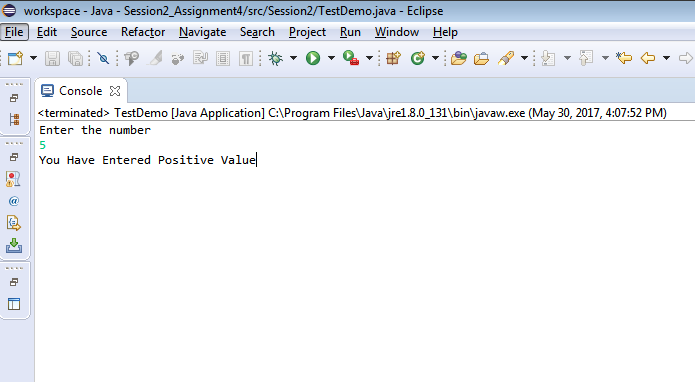 workspace - Java - Session2_Assignment4/src/Session2/TestDemo.java - Eclipse
File Edit Source Refactor Navigate Search Project Run Window Help
Console
<terminated> TestDemo [Java Application] C:\Program Files\Java\jre1.8.0_131\bin\javaw.exe (May 30, 2017, 4:07:52 PM)
Enter the number
5
You Have Entered Positive Value